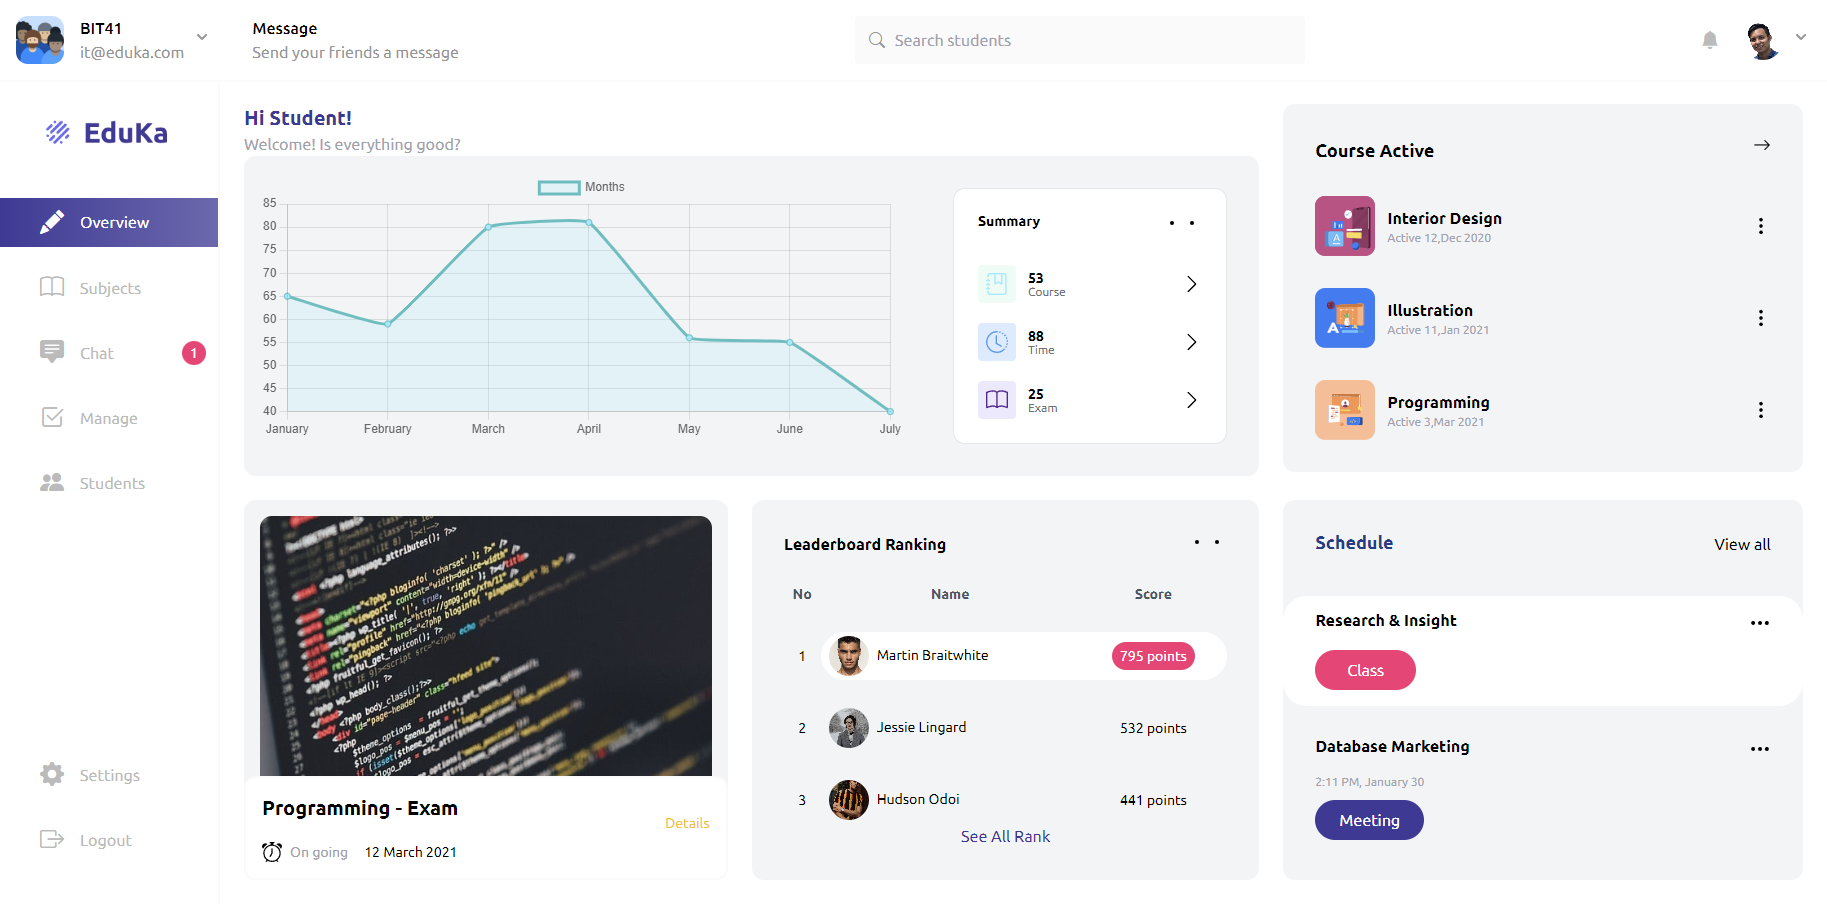 BIT41
it@eduka.com
Message
Send your friends a message
Search students
EduKa
Overview
Subjects
Chat
1
Manage
Students
Settings
Logout
Hi Student!
Welcome! Is everything good?
Months
85
80
75
70
65
60
55
50
45
40
January February March April May June July
Summary
53
Course
88
Time
25
Exam
Course Active
Interior Design
Active 12,Dec 2020
Illustration
Active 11,Jan 2021
Programming
Active 3,Mar 2021
Programming - Exam
Details
On going 12 March 2021
Leaderboard Ranking
No Name Score
1 Martin Braitwhite 795 points
2 Jessie Lingard 532 points
3 Hudson Odoi 441 points
See All Rank
Schedule
View all
Research & Insight
Class
Database Marketing
2:11 PM, January 30
Meeting